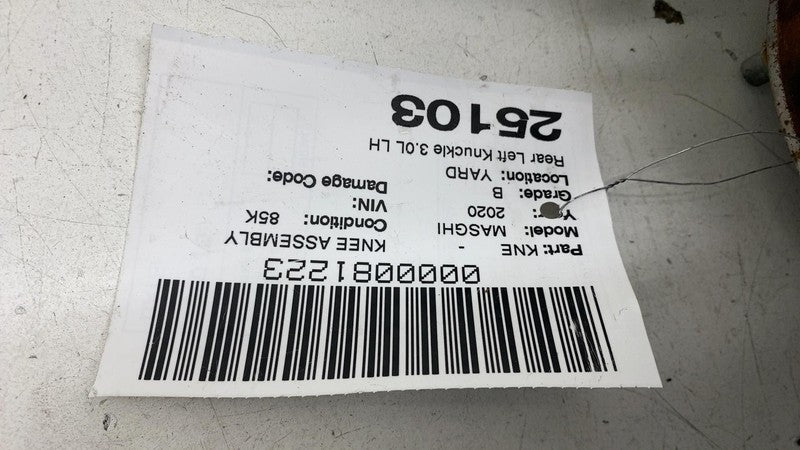 0000081223
Part: KNE - KNEE ASSEMBLY
Model: MASGHI Condition: 85K
Y : 2020 VIN:
Grade: B Damage Code:
Location: YARD
Rear Left Knuckle 3.0L LH
25103